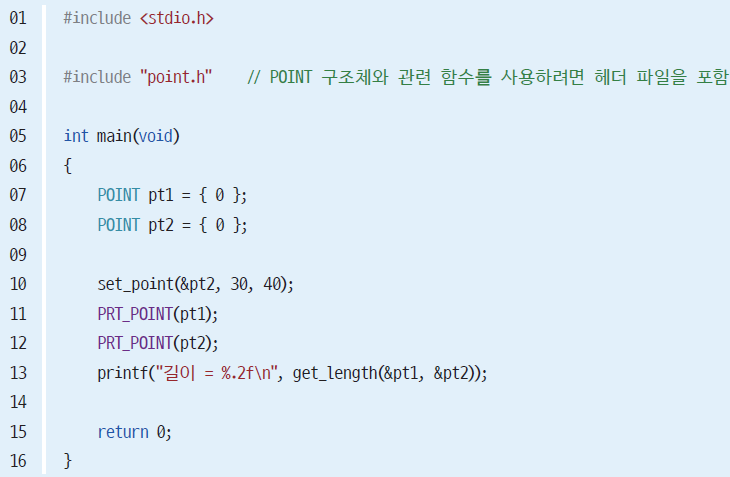 01 #include <stdio.h>
02
03 #include "point.h" // POINT 구조체와 관련 함수를 사용하려면 헤더 파일을 포함
04
05 int main(void)
06 {
07 POINT pt1 = { 0 };
08 POINT pt2 = { 0 };
09
10 set_point(&pt2, 30, 40);
11 PRT_POINT(pt1);
12 PRT_POINT(pt2);
13 printf("길이 = %.2f\n", get_length(&pt1, &pt2));
14
15 return 0;
16 }